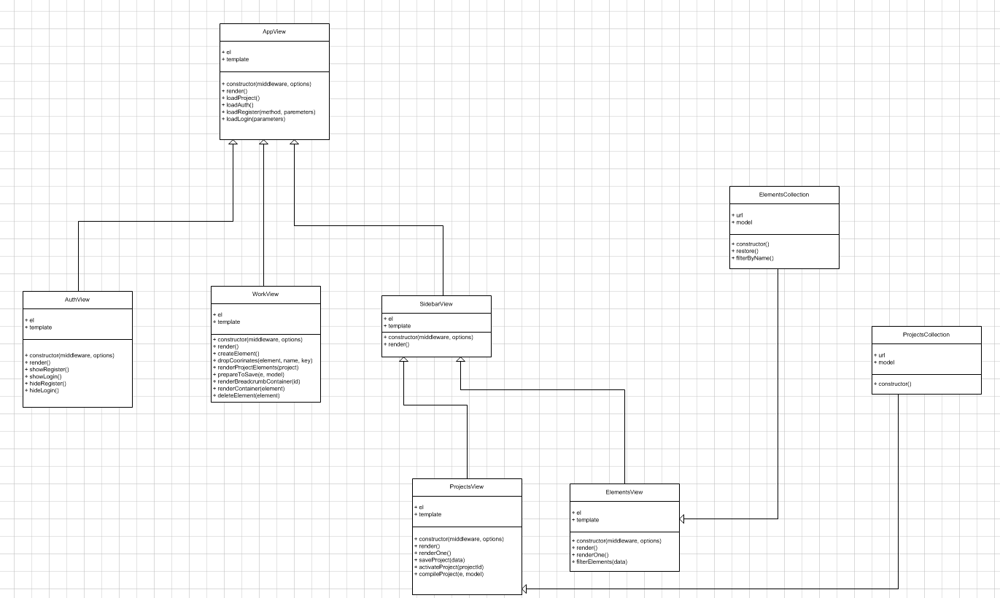 AppView
+ el
+ template
+ constructor(middleware, options)
+ render()
+ loadProject()
+ loadAuth()
+ loadRegister(method, paremeters)
+ loadLogin(parameters)
ElementsCollection
+ url
+ model
+ constructor()
+ restore()
+ filterByName()
AuthView
+ el
+ template
+ constructor(middleware, options)
+ render()
+ showRegister()
+ showLogin()
+ hideRegister()
+ hideLogin()
WorkView
+ el
+ template
+ constructor(middleware, options)
+ render()
+ createElement()
+ dropCoorinates(element, name, key)
+ renderProjectElements(project)
+ prepareToSave(e, model)
+ renderBreadcrumbContainer(id)
+ renderContainer(element)
+ deleteElement(element)
SidebarView
+ el
+ template
+ constructor(middleware, options)
+ render()
ProjectsCollection
+ url
+ model
+ constructor()
ProjectsView
+ el
+ template
+ constructor(middleware, options)
+ render()
+ renderOne()
+ saveProject(data)
+ activateProject(projectId)
+ compileProject(e, model)
ElementsView
+ el
+ template
+ constructor(middleware, options)
+ render()
+ renderOne()
+ filterElements(data)